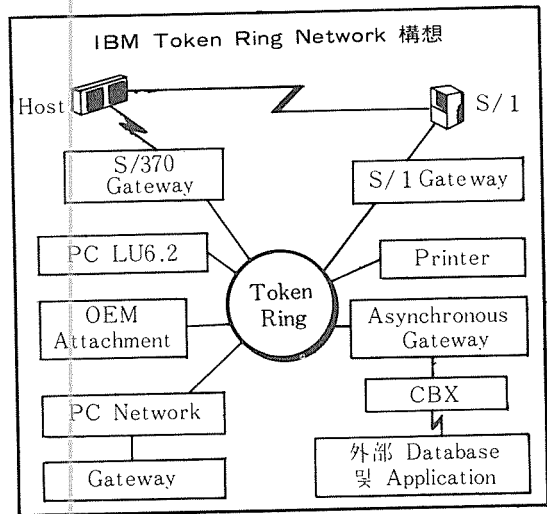 IBM Token Ring Network 構想
Host
S/1
S/370
Gateway
S/1 Gateway
PC LU6.2
Printer
Token
Ring
OEM
Attachment
Asynchronous
Gateway
PC Network
CBX
Gateway
外部 Database
및 Application